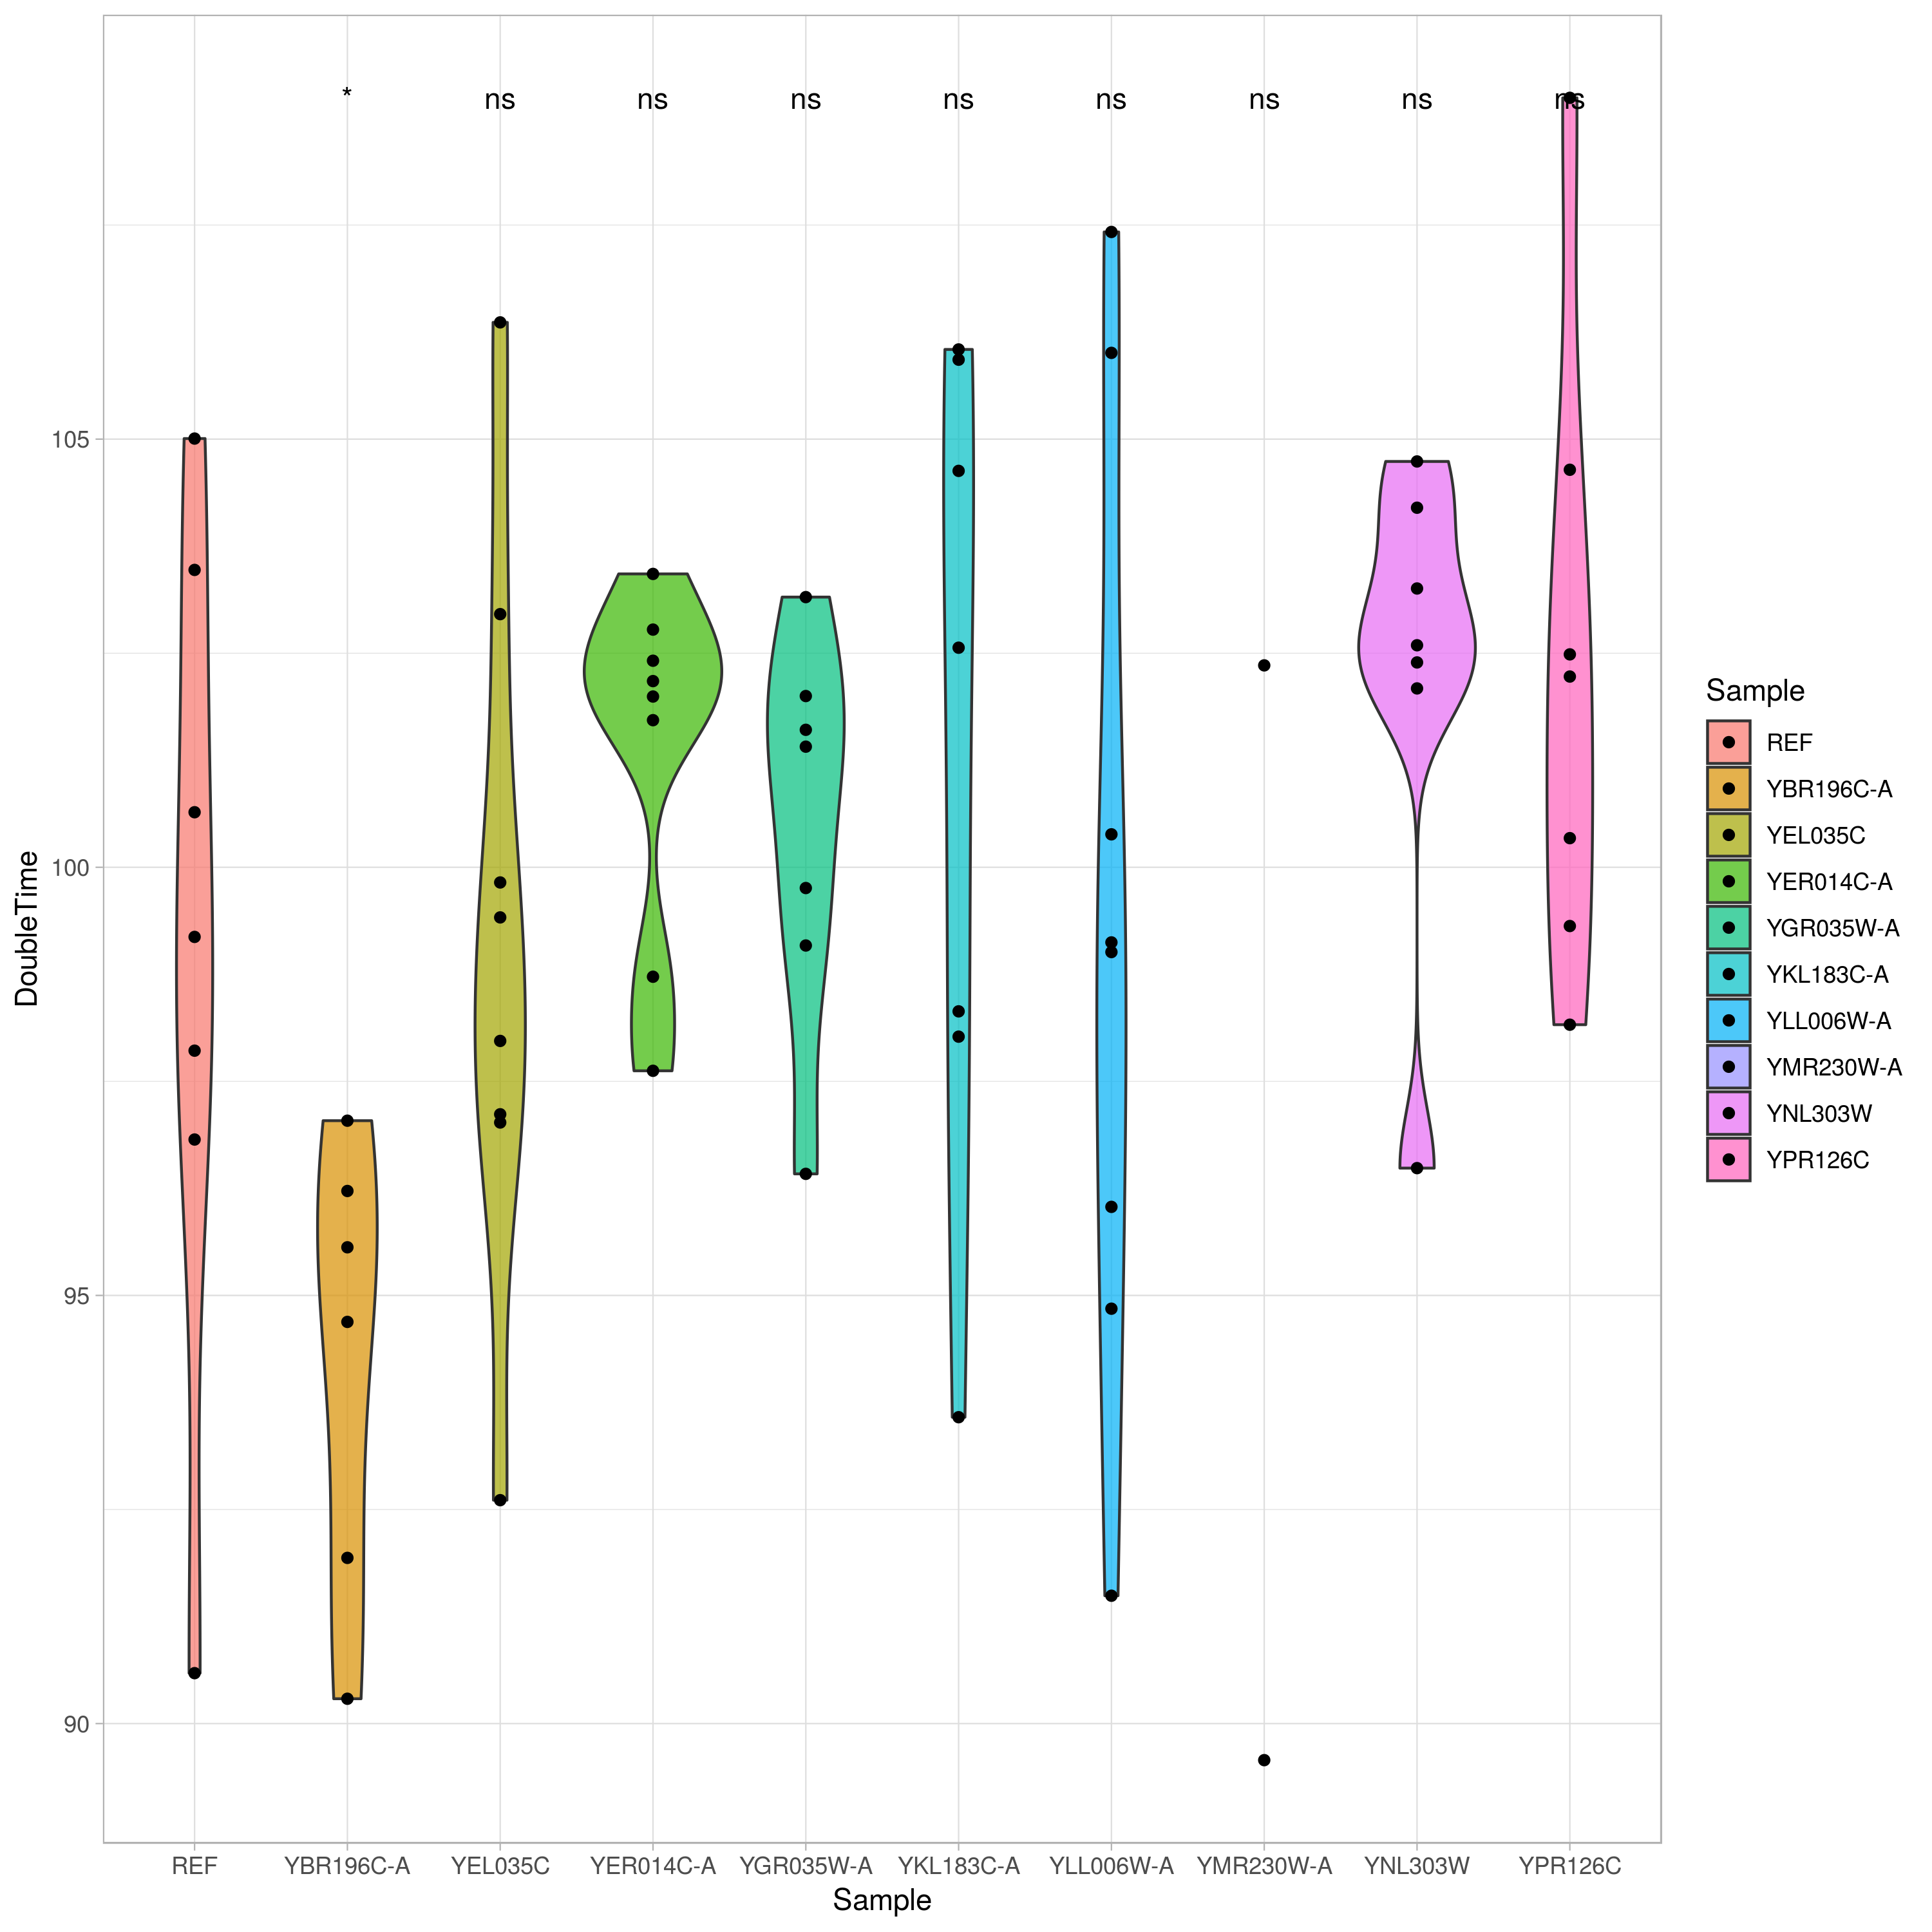 * ns ns ns ns ns ns ns ns
105
100
95
90
DoubleTime
REF YBR196C-A YEL035C YER014C-A YGR035W-A YKL183C-A YLL006W-A YMR230W-A YNL303W YPR126C
Sample
Sample
REF
YBR196C-A
YEL035C
YER014C-A
YGR035W-A
YKL183C-A
YLL006W-A
YMR230W-A
YNL303W
YPR126C